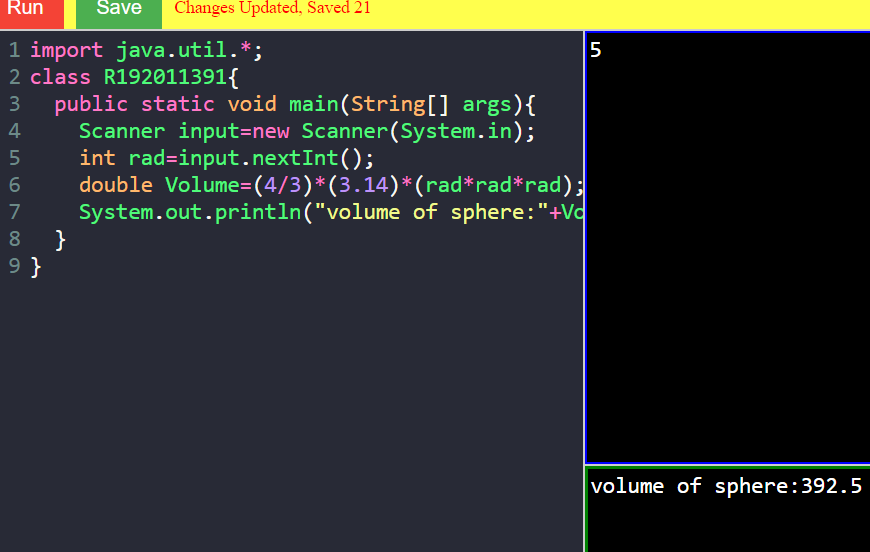 Run Save Changes Updated, Saved 21
1 import java.util.*;
2 class R192011391{
3   public static void main(String[] args){
4     Scanner input=new Scanner(System.in);
5     int rad=input.nextInt();
6     double Volume=(4/3)*(3.14)*(rad*rad*rad);
7     System.out.println("volume of sphere:"+Vo
8   }
9 }
5
volume of sphere:392.5